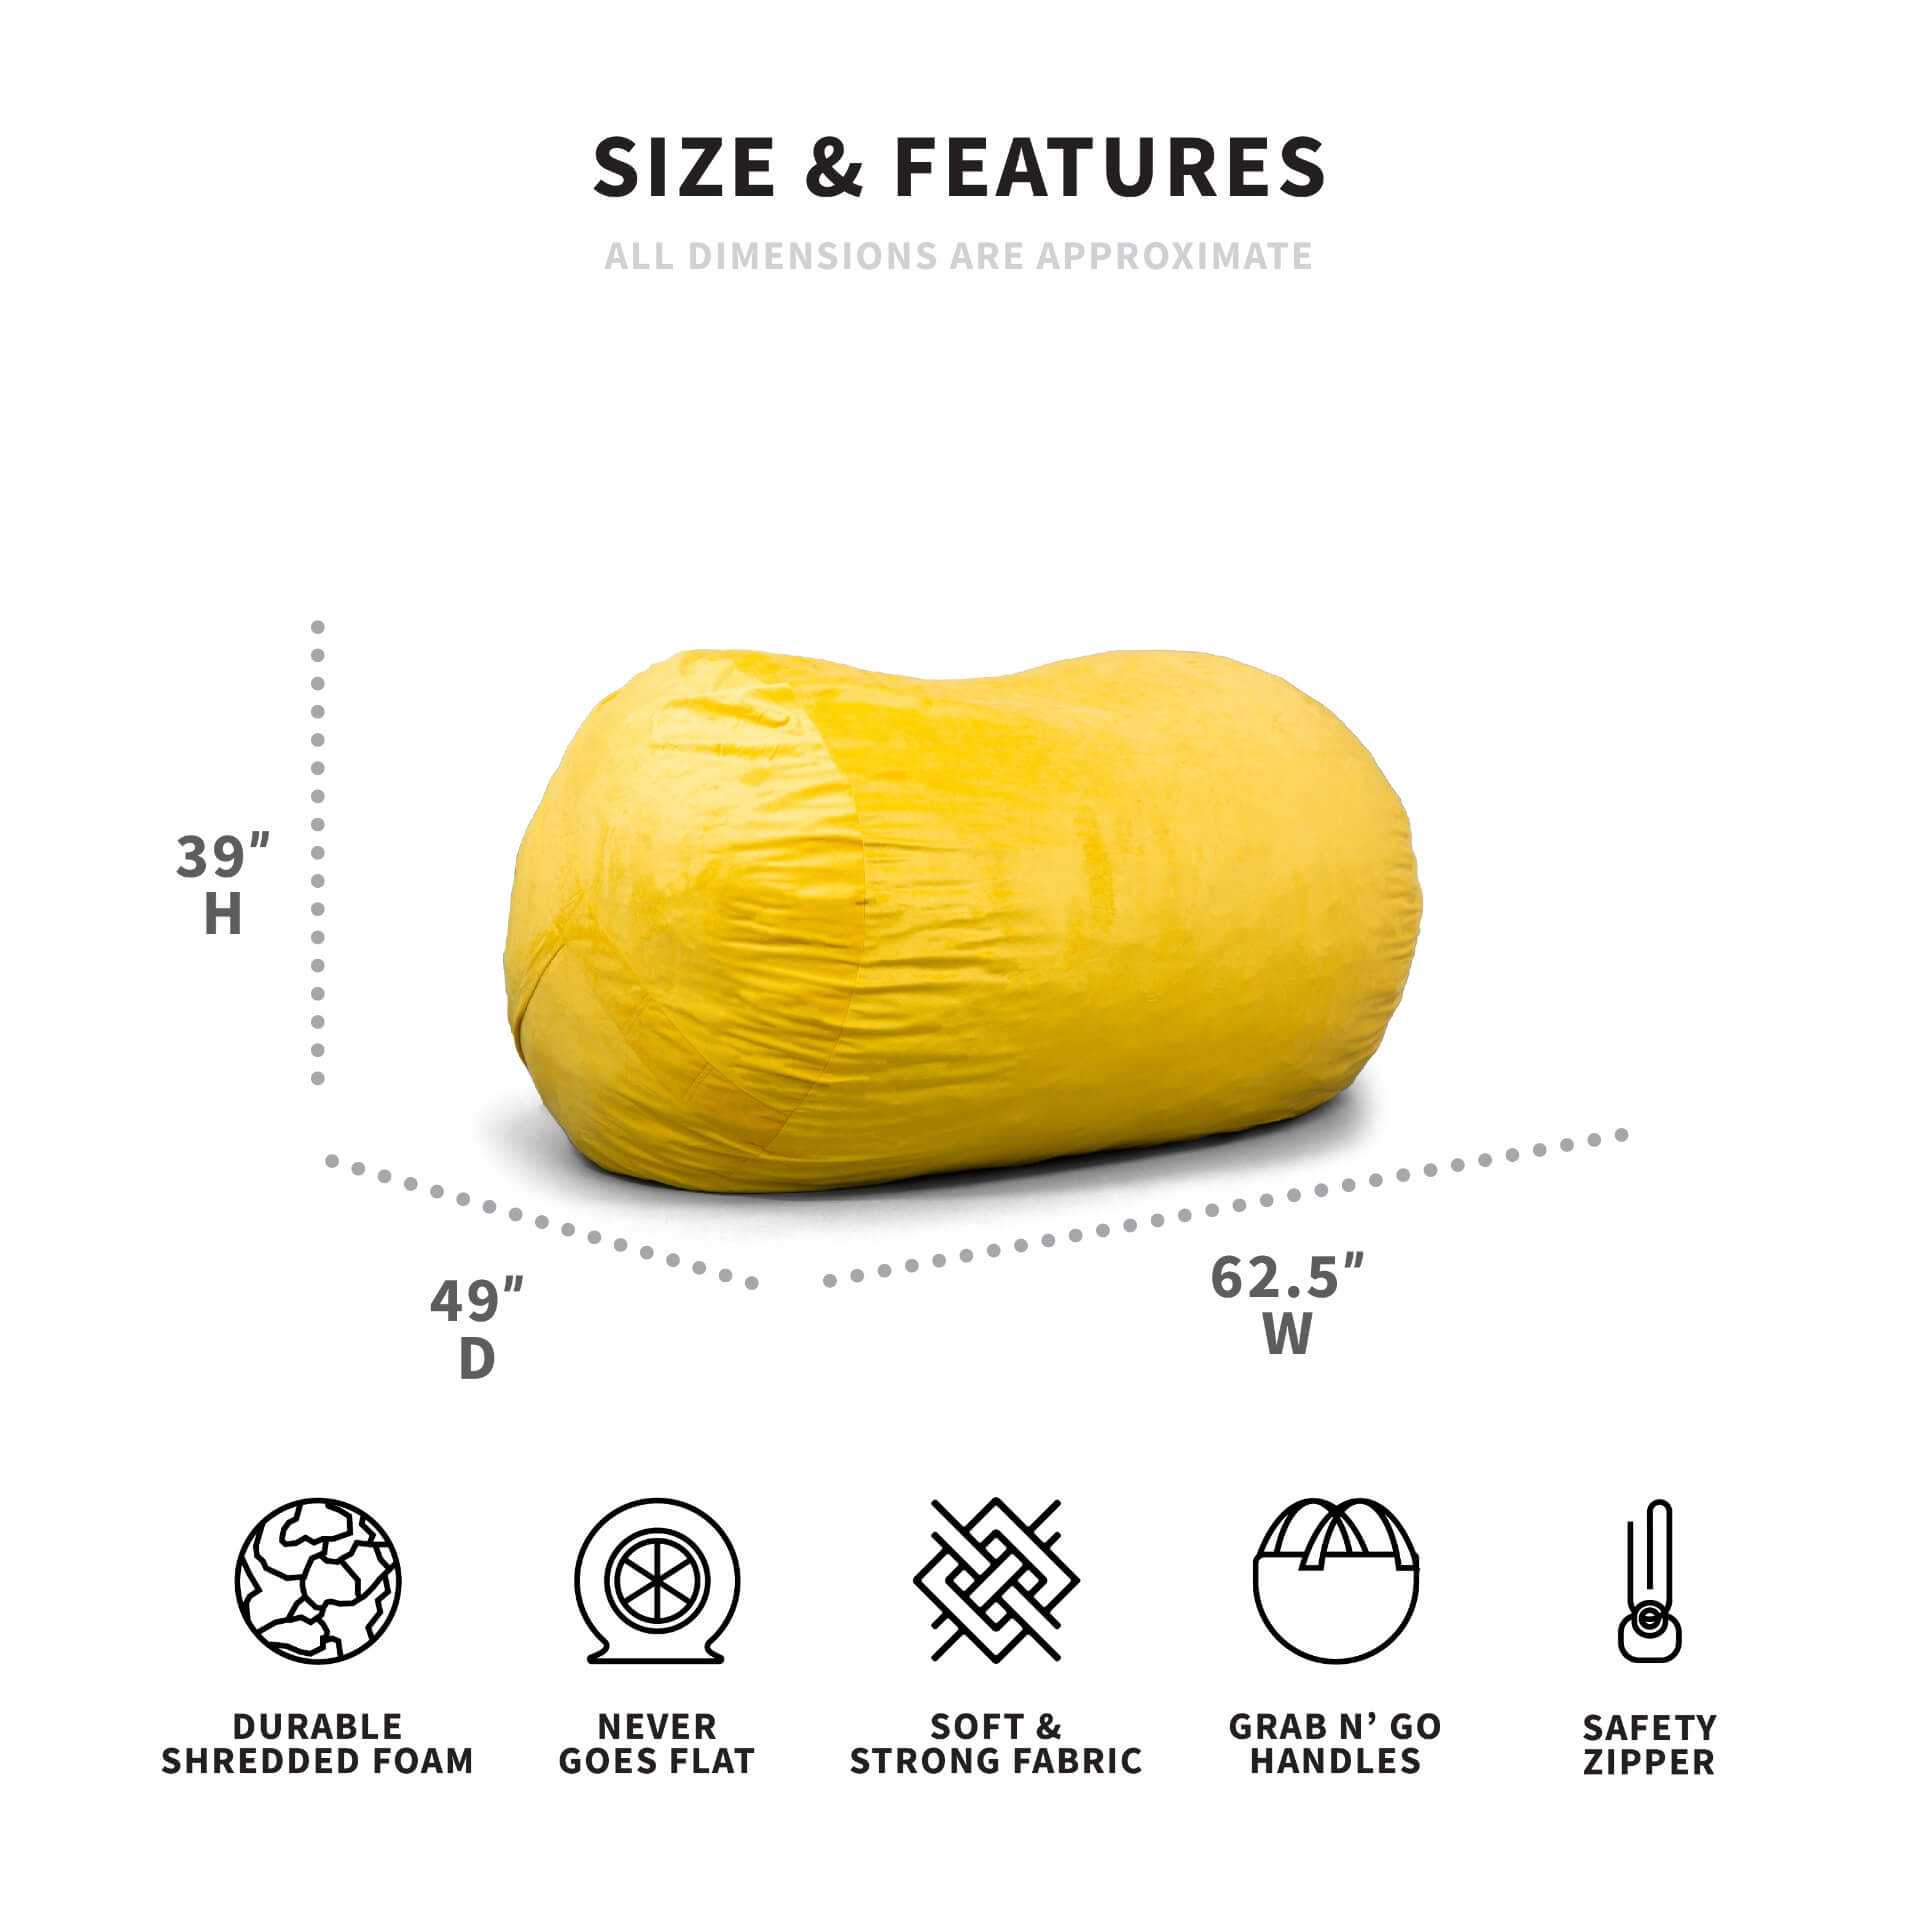 SIZE & FEATURES
ALL DIMENSIONS ARE APPROXIMATE
39"
H
49"
D
62.5"
W
DURABLE
SHREDDED FOAM
NEVER
GOES FLAT
SOFT &
STRONG FABRIC
GRAB N’ GO
HANDLES
SAFETY
ZIPPER